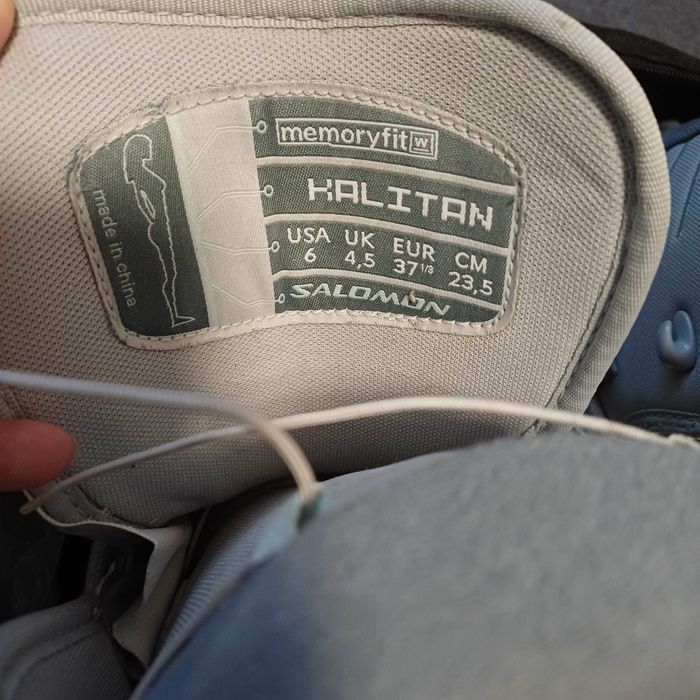 memoryfit w
KALITAN
USA UK EUR CM
6 4,5 37 1/3 23,5
SALOMON
made in china